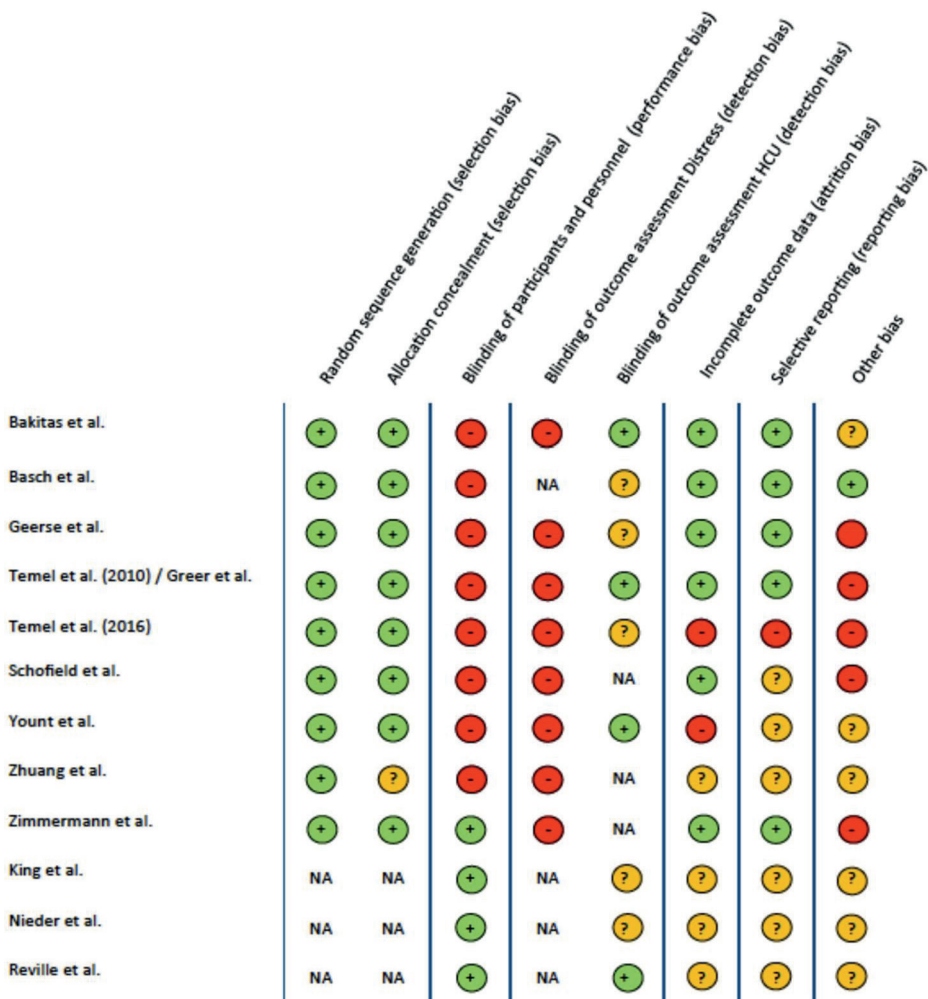 Random sequence generation (selection bias)
Allocation concealment (selection bias)
Blinding of participants and personnel (performance bias)
Blinding of outcome assessment Distress (detection bias)
Blinding of outcome assessment HCU (detection bias)
Incomplete outcome data (attrition bias)
Selective reporting (reporting bias)
Other bias
Bakitas et al. + + - - + + + ?
Basch et al. + + - NA ? + + +
Geerse et al. + + - - ? + +
Temel et al. (2010) / Greer et al. + + - - + + + -
Temel et al. (2016) + + - - ? - - -
Schofield et al. + + - - NA + ? -
Yount et al. + + - - + - ? ?
Zhuang et al. + ? - - NA ? ? ?
Zimmermann et al. + + + - NA + + -
King et al. NA NA + NA ? ? ? ?
Nieder et al. NA NA + NA ? ? ? ?
Reville et al. NA NA + NA + ? ? ?